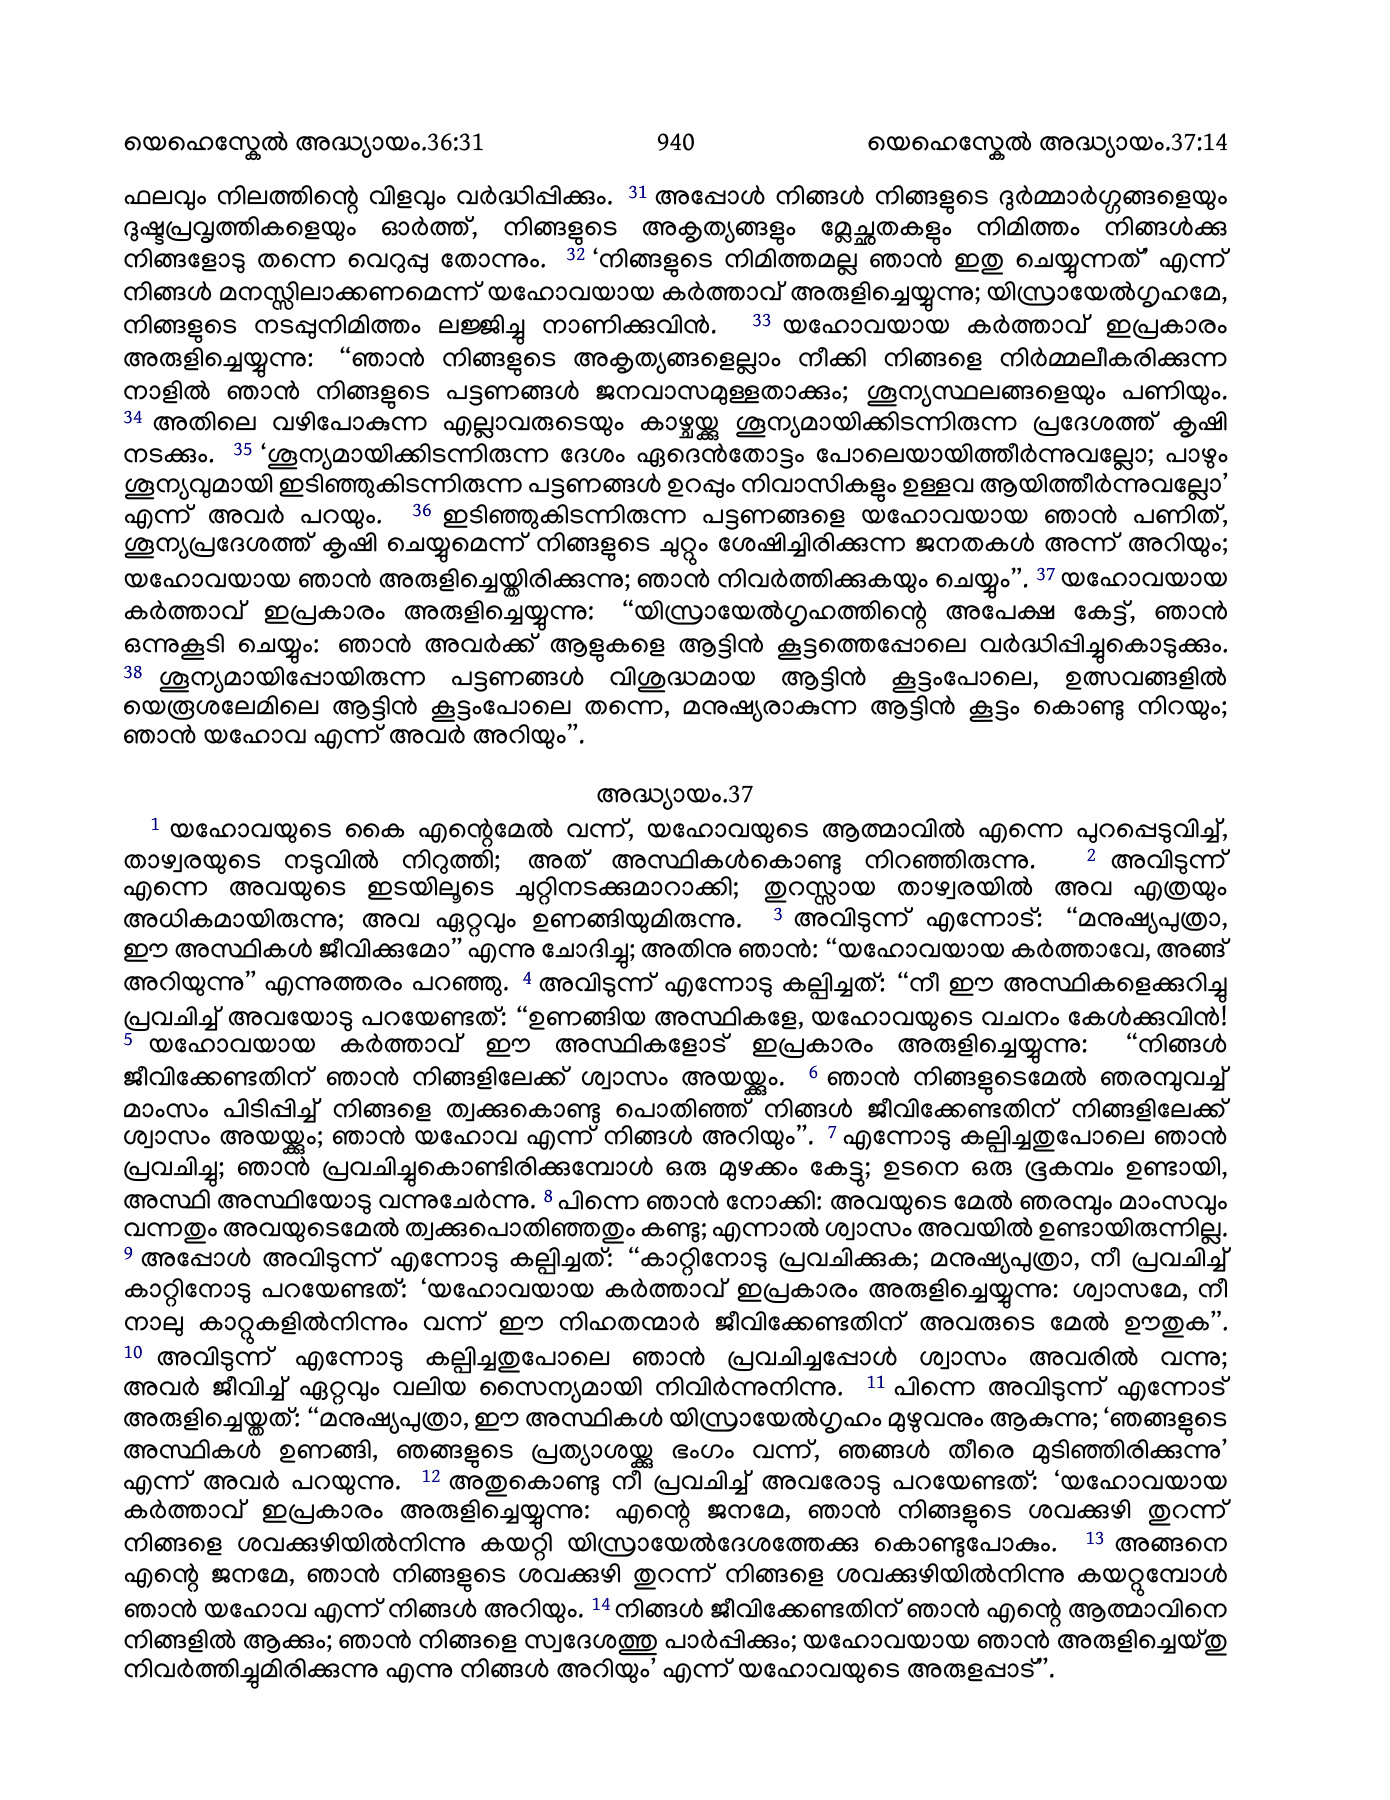 യെഹെസ്കേൽ അദ്ധ്യായം.36:31 940 യെഹെസ്കേൽ അദ്ധ്യായം.37:14
ഫലവും നിലത്തിന്റെ വിളവും വർദ്ധിപ്പിക്കും. 31 അപ്പോൾ നിങ്ങൾ നിങ്ങളുടെ ദുർമ്മാർഗ്ഗങ്ങളെയും
ദുഷ്ടപ്രവൃത്തികളെയും ഓർത്ത്, നിങ്ങളുടെ അകൃത്യങ്ങളും മ്ലേച്ഛതകളും നിമിത്തം നിങ്ങൾക്കു
നിങ്ങളോടു തന്നെ വെറുപ്പു തോന്നും. 32 ‘നിങ്ങളുടെ നിമിത്തമല്ല ഞാൻ ഇതു ചെയ്യുന്നത്’ എന്ന്
നിങ്ങൾ മനസ്സിലാക്കണമെന്ന് യഹോവയായ കർത്താവ് അരുളിച്ചെയ്യുന്നു; യിസ്രായേൽഗൃഹമേ,
നിങ്ങളുടെ നടപ്പുനിമിത്തം ലജ്ജിച്ചു നാണിക്കുവിൻ. 33 യഹോവയായ കർത്താവ് ഇപ്രകാരം
അരുളിച്ചെയ്യുന്നു: “ഞാൻ നിങ്ങളുടെ അകൃത്യങ്ങളെല്ലാം നീക്കി നിങ്ങളെ നിർമ്മലീകരിക്കുന്ന
നാളിൽ ഞാൻ നിങ്ങളുടെ പട്ടണങ്ങൾ ജനവാസമുള്ളതാക്കും; ശൂന്യസ്ഥലങ്ങളെയും പണിയും.
34 അതിലെ വഴിപോകുന്ന എല്ലാവരുടെയും കാഴ്ചയ്ക്കു ശൂന്യമായിക്കിടന്നിരുന്ന പ്രദേശത്ത് കൃഷി
നടക്കും. 35 ‘ശൂന്യമായിക്കിടന്നിരുന്ന ദേശം ഏദെൻതോട്ടം പോലെയായിത്തീർന്നുവല്ലോ; പാഴും
ശൂന്യവുമായി ഇടിഞ്ഞുകിടന്നിരുന്ന പട്ടണങ്ങൾ ഉറപ്പും നിവാസികളും ഉള്ളവ ആയിത്തീർന്നുവല്ലോ’
എന്ന് അവർ പറയും. 36 ഇടിഞ്ഞുകിടന്നിരുന്ന പട്ടണങ്ങളെ യഹോവയായ ഞാൻ പണിത്,
ശൂന്യപ്രദേശത്ത് കൃഷി ചെയ്യുമെന്ന് നിങ്ങളുടെ ചുറ്റും ശേഷിച്ചിരിക്കുന്ന ജനതകൾ അന്ന് അറിയും;
യഹോവയായ ഞാൻ അരുളിച്ചെയ്തിരിക്കുന്നു; ഞാൻ നിവർത്തിക്കുകയും ചെയ്യും”. 37 യഹോവയായ
കർത്താവ് ഇപ്രകാരം അരുളിച്ചെയ്യുന്നു: “യിസ്രായേൽഗൃഹത്തിന്റെ അപേക്ഷ കേട്ട്, ഞാൻ
ഒന്നുകൂടി ചെയ്യും: ഞാൻ അവർക്ക് ആളുകളെ ആട്ടിൻ കൂട്ടത്തെപ്പോലെ വർദ്ധിപ്പിച്ചുകൊടുക്കും.
38 ശൂന്യമായിപ്പോയിരുന്ന പട്ടണങ്ങൾ വിശുദ്ധമായ ആട്ടിൻ കൂട്ടംപോലെ, ഉത്സവങ്ങളിൽ
യെരൂശലേമിലെ ആട്ടിൻ കൂട്ടംപോലെ തന്നെ, മനുഷ്യരാകുന്ന ആട്ടിൻ കൂട്ടം കൊണ്ടു നിറയും;
ഞാൻ യഹോവ എന്ന് അവർ അറിയും”.
അദ്ധ്യായം.37
1 യഹോവയുടെ കൈ എന്റെമേൽ വന്ന്, യഹോവയുടെ ആത്മാവിൽ എന്നെ പുറപ്പെടുവിച്ച്,
താഴ്വരയുടെ നടുവിൽ നിറുത്തി; അത് അസ്ഥികൾകൊണ്ടു നിറഞ്ഞിരുന്നു. 2 അവിടുന്ന്
എന്നെ അവയുടെ ഇടയിലൂടെ ചുറ്റിനടക്കുമാറാക്കി; തുറസ്സായ താഴ്വരയിൽ അവ എത്രയും
അധികമായിരുന്നു; അവ ഏറ്റവും ഉണങ്ങിയുമിരുന്നു. 3 അവിടുന്ന് എന്നോട്: “മനുഷ്യപുത്രാ,
ഈ അസ്ഥികൾ ജീവിക്കുമോ” എന്നു ചോദിച്ചു; അതിനു ഞാൻ: “യഹോവയായ കർത്താവേ, അങ്ങ്
അറിയുന്നു” എന്നുത്തരം പറഞ്ഞു. 4 അവിടുന്ന് എന്നോടു കല്പിച്ചത്: “നീ ഈ അസ്ഥികളെക്കുറിച്ചു
പ്രവചിച്ച് അവയോടു പറയേണ്ടത്: “ഉണങ്ങിയ അസ്ഥികളേ, യഹോവയുടെ വചനം കേൾക്കുവിൻ!
5 യഹോവയായ കർത്താവ് ഈ അസ്ഥികളോട് ഇപ്രകാരം അരുളിച്ചെയ്യുന്നു: “നിങ്ങൾ
ജീവിക്കേണ്ടതിന് ഞാൻ നിങ്ങളിലേക്ക് ശ്വാസം അയയ്ക്കും. 6 ഞാൻ നിങ്ങളുടെമേൽ ഞരമ്പുവച്ച്
മാംസം പിടിപ്പിച്ച് നിങ്ങളെ ത്വക്കുകൊണ്ടു പൊതിഞ്ഞ് നിങ്ങൾ ജീവിക്കേണ്ടതിന് നിങ്ങളിലേക്ക്
ശ്വാസം അയയ്ക്കും; ഞാൻ യഹോവ എന്ന് നിങ്ങൾ അറിയും”. 7 എന്നോടു കല്പിച്ചതുപോലെ ഞാൻ
പ്രവചിച്ചു; ഞാൻ പ്രവചിച്ചുകൊണ്ടിരിക്കുമ്പോൾ ഒരു മുഴക്കം കേട്ടു; ഉടനെ ഒരു ഭൂകമ്പം ഉണ്ടായി,
അസ്ഥി അസ്ഥിയോടു വന്നുചേർന്നു. 8 പിന്നെ ഞാൻ നോക്കി: അവയുടെ മേൽ ഞരമ്പും മാംസവും
വന്നതും അവയുടെമേൽ ത്വക്കുപൊതിഞ്ഞതും കണ്ടു; എന്നാൽ ശ്വാസം അവയിൽ ഉണ്ടായിരുന്നില്ല.
9 അപ്പോൾ അവിടുന്ന് എന്നോടു കല്പിച്ചത്: “കാറ്റിനോടു പ്രവചിക്കുക; മനുഷ്യപുത്രാ, നീ പ്രവചിച്ച്
കാറ്റിനോടു പറയേണ്ടത്: ‘യഹോവയായ കർത്താവ് ഇപ്രകാരം അരുളിച്ചെയ്യുന്നു: ശ്വാസമേ, നീ
നാലു കാറ്റുകളിൽനിന്നും വന്ന് ഈ നിഹതന്മാർ ജീവിക്കേണ്ടതിന് അവരുടെ മേൽ ഊതുക”.
10 അവിടുന്ന് എന്നോടു കല്പിച്ചതുപോലെ ഞാൻ പ്രവചിച്ചപ്പോൾ ശ്വാസം അവരിൽ വന്നു;
അവർ ജീവിച്ച് ഏറ്റവും വലിയ സൈന്യമായി നിവിർന്നുനിന്നു. 11 പിന്നെ അവിടുന്ന് എന്നോട്
അരുളിച്ചെയ്തത്: “മനുഷ്യപുത്രാ, ഈ അസ്ഥികൾ യിസ്രായേൽഗൃഹം മുഴുവനും ആകുന്നു; ‘ഞങ്ങളുടെ
അസ്ഥികൾ ഉണങ്ങി, ഞങ്ങളുടെ പ്രത്യാശയ്ക്കു ഭംഗം വന്ന്, ഞങ്ങൾ തീരെ മുടിഞ്ഞിരിക്കുന്നു’
എന്ന് അവർ പറയുന്നു. 12 അതുകൊണ്ടു നീ പ്രവചിച്ച് അവരോടു പറയേണ്ടത്: ‘യഹോവയായ
കർത്താവ് ഇപ്രകാരം അരുളിച്ചെയ്യുന്നു: എന്റെ ജനമേ, ഞാൻ നിങ്ങളുടെ ശവക്കുഴി തുറന്ന്
നിങ്ങളെ ശവക്കുഴിയിൽനിന്നു കയറ്റി യിസ്രായേൽദേശത്തേക്കു കൊണ്ടുപോകും. 13 അങ്ങനെ
എന്റെ ജനമേ, ഞാൻ നിങ്ങളുടെ ശവക്കുഴി തുറന്ന് നിങ്ങളെ ശവക്കുഴിയിൽനിന്നു കയറ്റുമ്പോൾ
ഞാൻ യഹോവ എന്ന് നിങ്ങൾ അറിയും. 14 നിങ്ങൾ ജീവിക്കേണ്ടതിന് ഞാൻ എന്റെ ആത്മാവിനെ
നിങ്ങളിൽ ആക്കും; ഞാൻ നിങ്ങളെ സ്വദേശത്തു പാർപ്പിക്കും; യഹോവയായ ഞാൻ അരുളിച്ചെയ്തു
നിവർത്തിച്ചുമിരിക്കുന്നു എന്നു നിങ്ങൾ അറിയും’ എന്ന് യഹോവയുടെ അരുളപ്പാട്”.